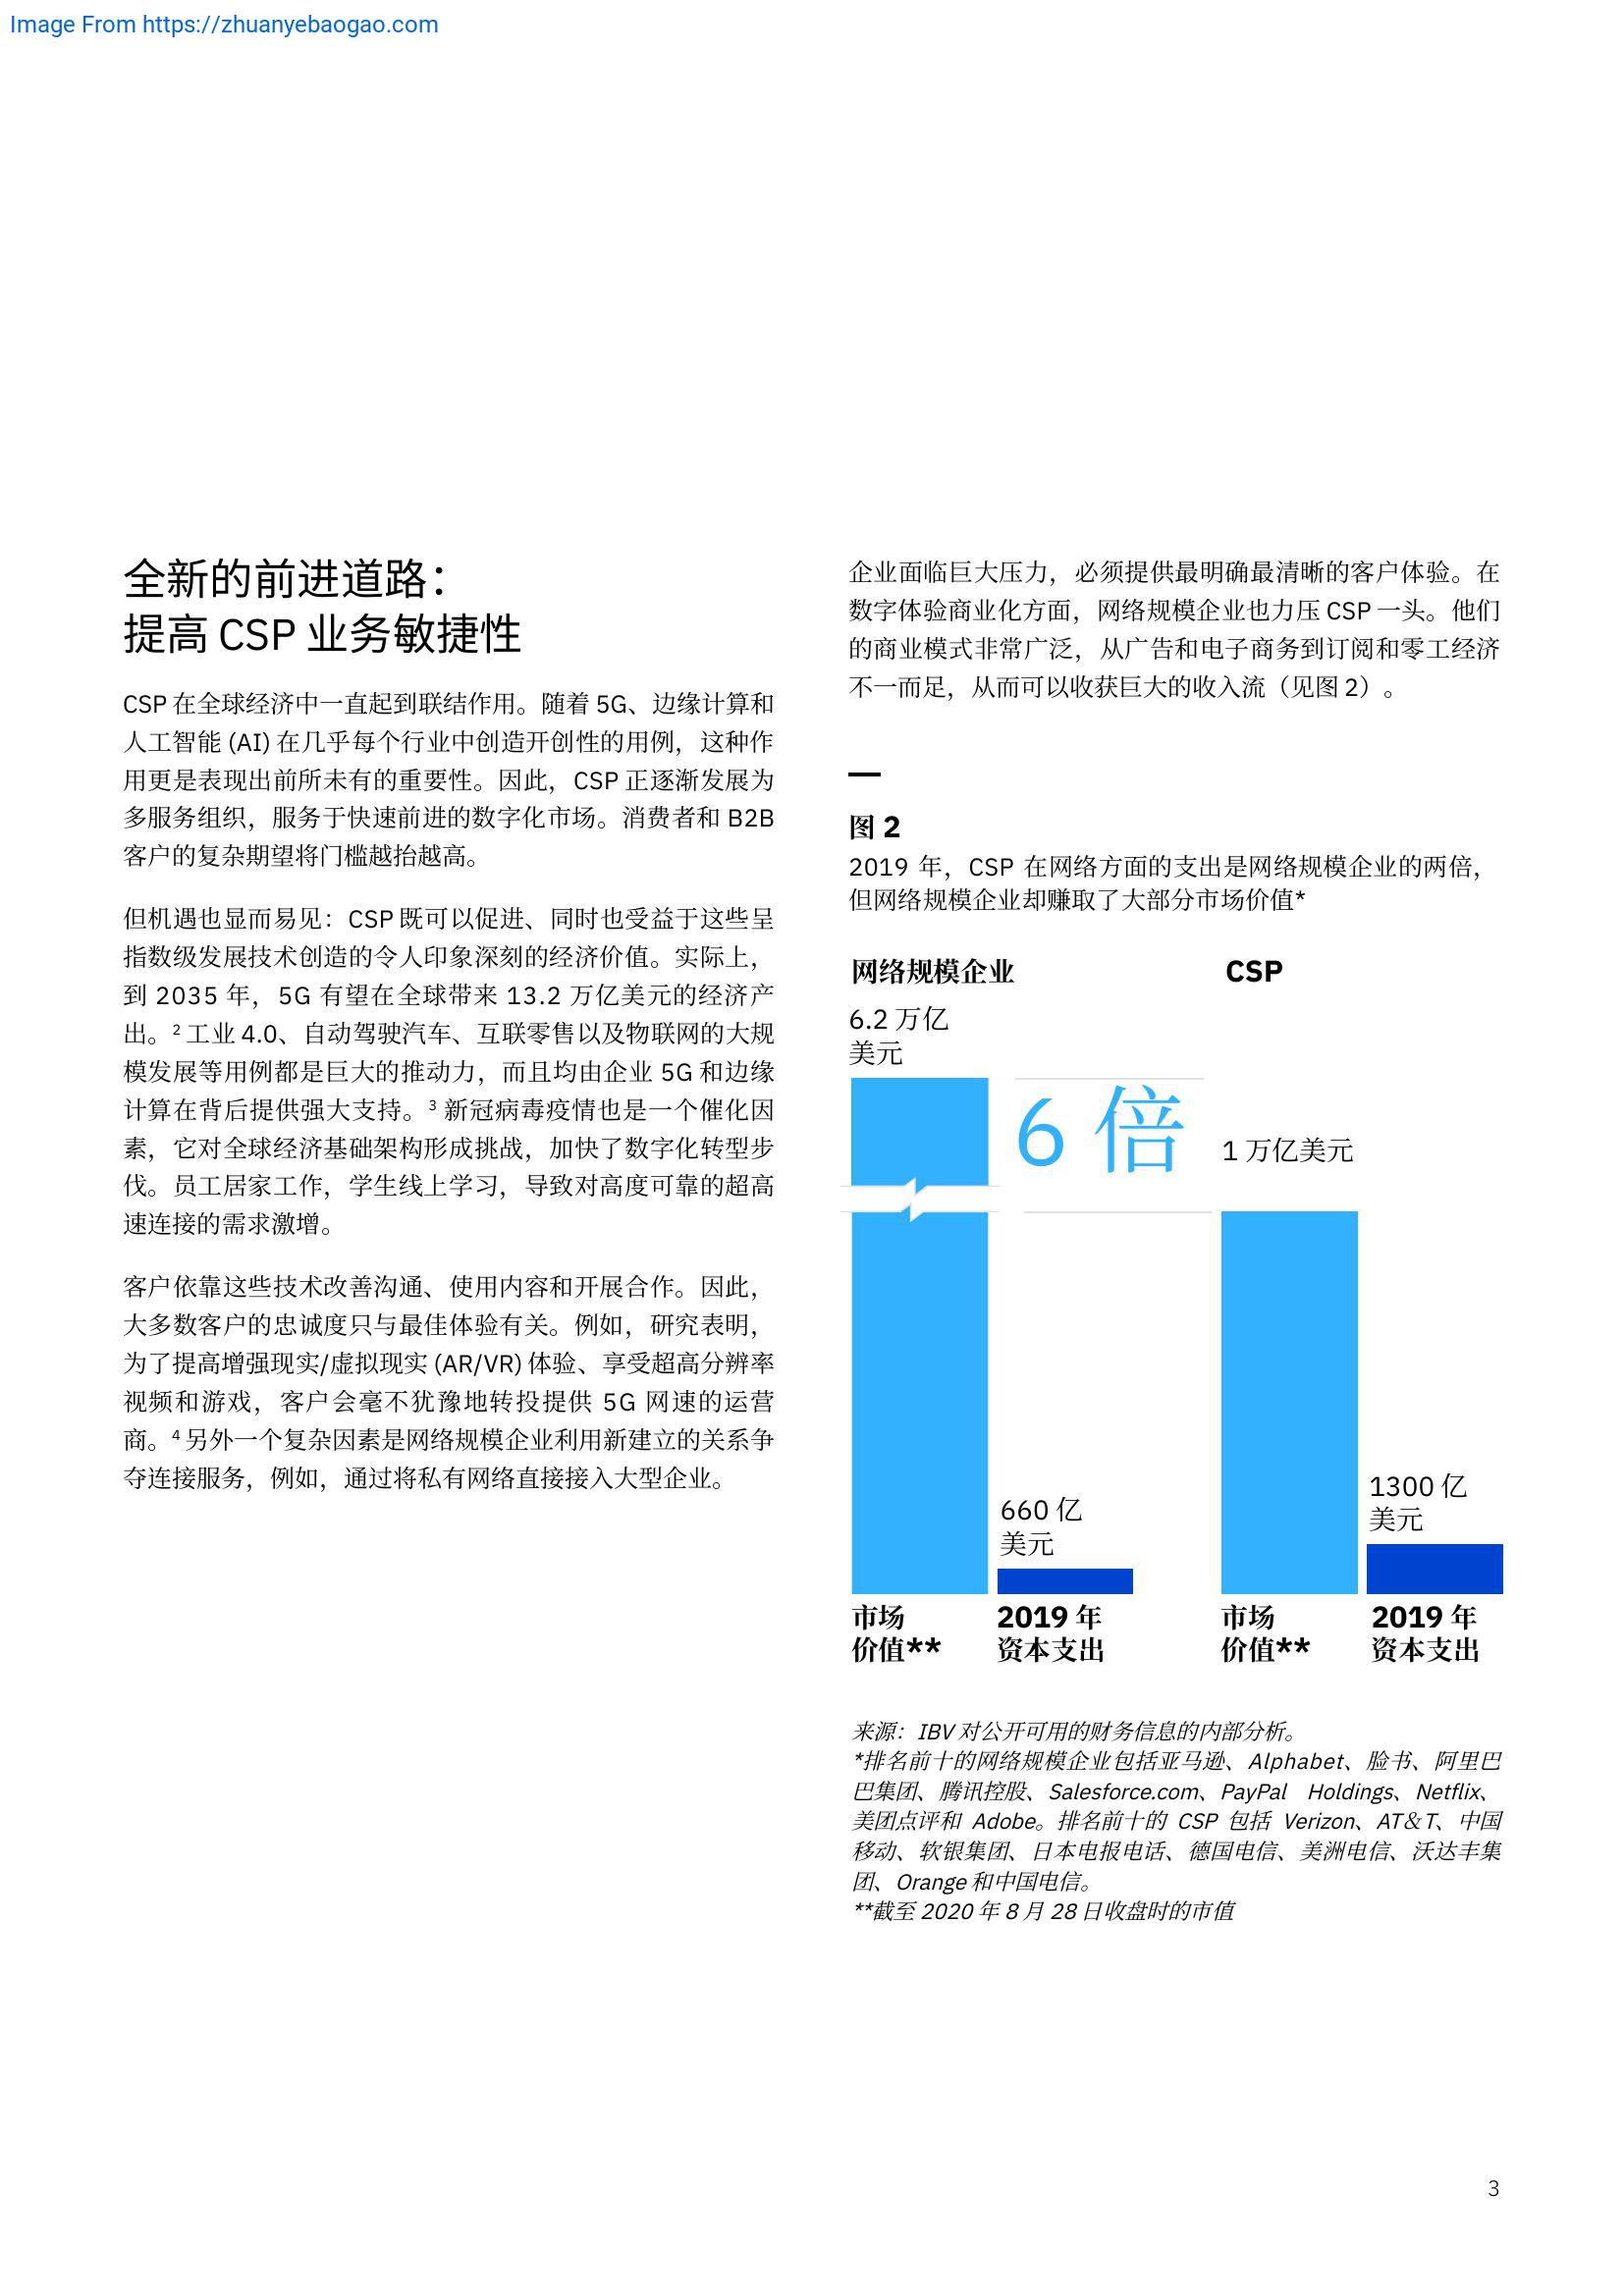 Image From https://zhuanyebaogao.com
全新的前进道路：
提高 CSP 业务敏捷性
CSP 在全球经济中一直起到联结作用。随着 5G、边缘计算和
人工智能 (AI) 在几乎每个行业中创造开创性的用例，这种作
用更是表现出前所未有的重要性。因此，CSP 正逐渐发展为
多服务组织，服务于快速前进的数字化市场。消费者和 B2B
客户的复杂期望将门槛越抬越高。
但机遇也显而易见：CSP 既可以促进、同时也受益于这些呈
指数级发展技术创造的令人印象深刻的经济价值。实际上，
到 2035 年，5G 有望在全球带来 13.2 万亿美元的经济产
出。2 工业 4.0、自动驾驶汽车、互联零售以及物联网的大规
模发展等用例都是巨大的推动力，而且均由企业 5G 和边缘
计算在背后提供强大支持。3 新冠病毒疫情也是一个催化因
素，它对全球经济基础架构形成挑战，加快了数字化转型步
伐。员工居家工作，学生线上学习，导致对高度可靠的超高
速连接的需求激增。
客户依靠这些技术改善沟通、使用内容和开展合作。因此，
大多数客户的忠诚度只与最佳体验有关。例如，研究表明，
为了提高增强现实/虚拟现实 (AR/VR) 体验、享受超高分辨率
视频和游戏，客户会毫不犹豫地转投提供 5G 网速的运营
商。4 另外一个复杂因素是网络规模企业利用新建立的关系争
夺连接服务，例如，通过将私有网络直接接入大型企业。
企业面临巨大压力，必须提供最明确最清晰的客户体验。在
数字体验商业化方面，网络规模企业也力压 CSP 一头。他们
的商业模式非常广泛，从广告和电子商务到订阅和零工经济
不一而足，从而可以收获巨大的收入流（见图 2）。
图 2
2019 年，CSP 在网络方面的支出是网络规模企业的两倍，
但网络规模企业却赚取了大部分市场价值*
网络规模企业
CSP
6.2 万亿
美元
6 倍
1 万亿美元
660 亿
美元
1300 亿
美元
市场
价值**
2019 年
资本支出
市场
价值**
2019 年
资本支出
来源：IBV 对公开可用的财务信息的内部分析。
*排名前十的网络规模企业包括亚马逊、Alphabet、脸书、阿里巴
巴集团、腾讯控股、Salesforce.com、PayPal Holdings、Netflix、
美团点评和 Adobe。排名前十的 CSP 包括 Verizon、AT&T、中国
移动、软银集团、日本电报电话、德国电信、美洲电信、沃达丰集
团、Orange 和中国电信。
**截至 2020 年 8 月 28 日收盘时的市值
3